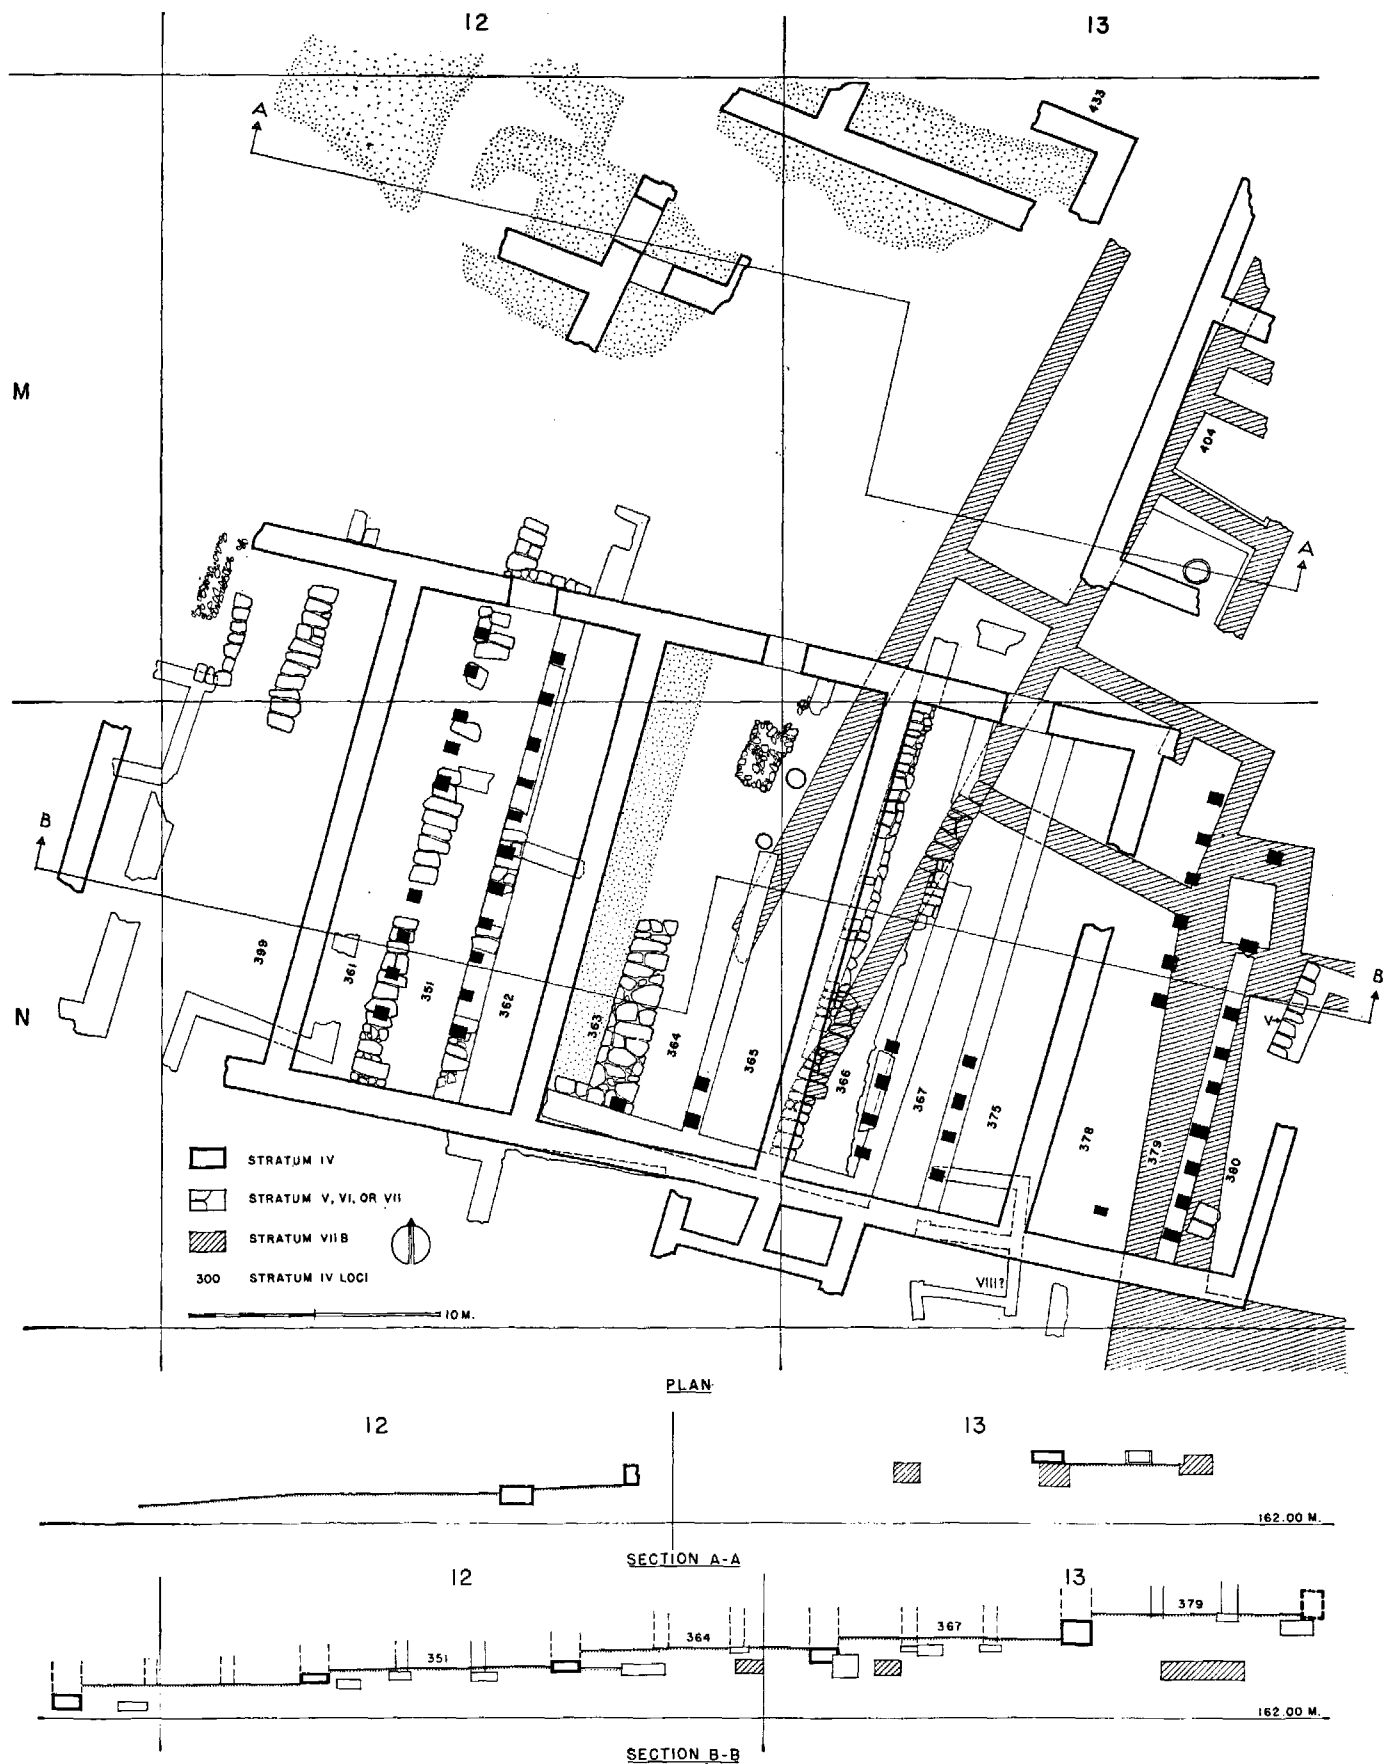 12 13
A
433
M
404
A
B
399
361
351
362
363
364
365
366
367
375
378
379
380
V
B
N
STRATUM IV
STRATUM V, VI, OR VII
STRATUM VIIB
300 STRATUM IV LOCI
10 M.
VIII?
PLAN
12 13
162.00 M.
SECTION A-A
12 13
351 364 367 379
162.00 M.
SECTION B-B